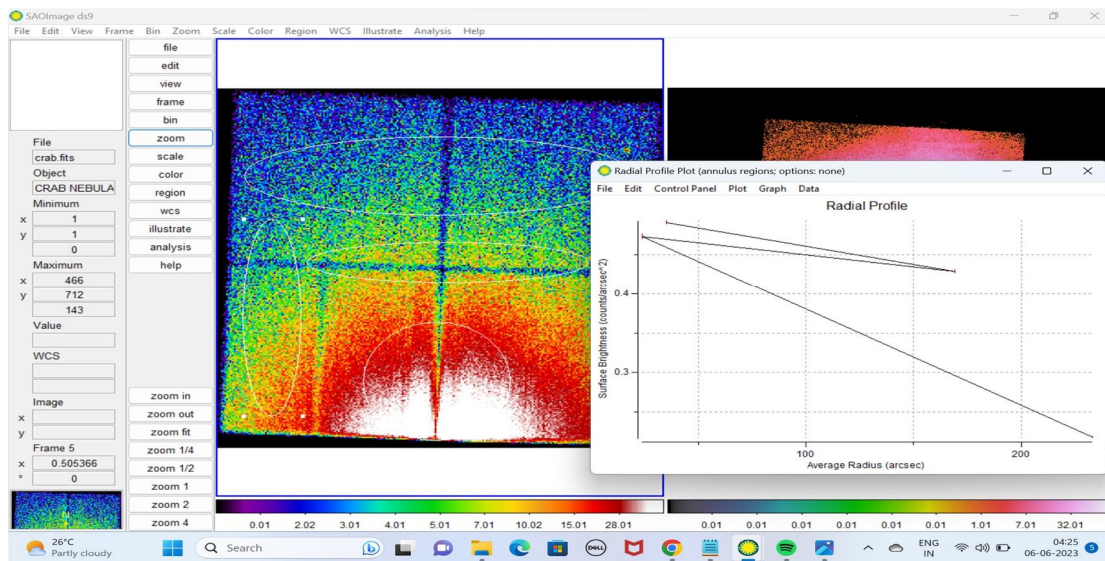 SAOImage ds9
File Edit View Frame Bin Zoom Scale Color Region WCS Illustrate Analysis Help
file
edit
view
frame
bin
zoom
scale
color
region
wcs
illustrate
analysis
help
File
crab.fits
Object
CRAB NEBULA
Minimum
x 1
y 1
0
Maximum
x 466
y 712
143
Value
WCS
Image
x
y
Frame 5
x 0.505366
° 0
zoom in
zoom out
zoom fit
zoom 1/4
zoom 1/2
zoom 1
zoom 2
zoom 4
Radial Profile Plot (annulus regions; options: none)
File Edit Control Panel Plot Graph Data
Radial Profile
Surface Brightness (counts/arcsec^2)
0.4
0.3
100 200
Average Radius (arcsec)
0.01 2.02 3.01 4.01 5.01 7.01 10.02 15.01 28.01
0.01 0.01 0.01 0.01 0.01 0.01 1.01 7.01 32.01
26°C
Partly cloudy
Search
DELL
ENG
IN
04:25
06-06-2023
5